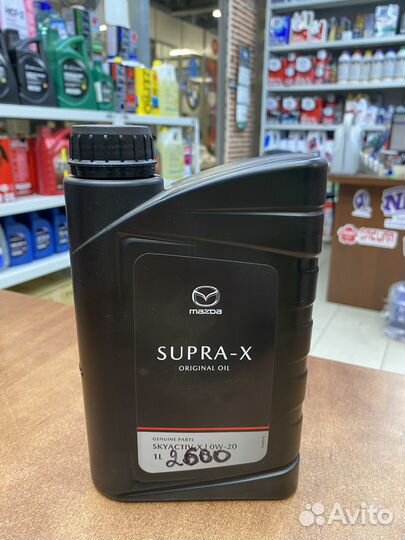 mazda
SUPRA-X
ORIGINAL OIL
GENUINE PARTS
SKYACTIV-X | 0W-20
1L 2600
Avito